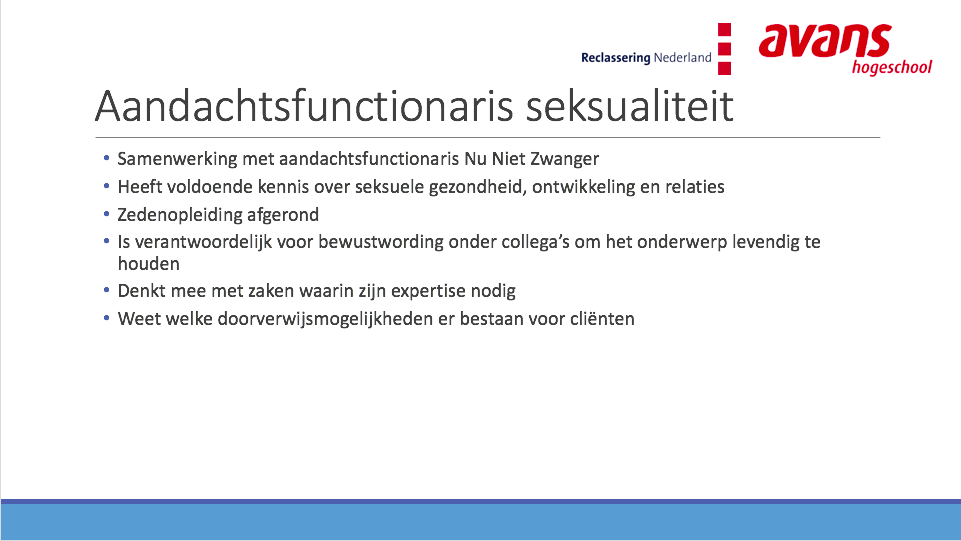 Reclassering Nederland
avans
hogeschool
Aandachtsfunctionaris seksualiteit
• Samenwerking met aandachtsfunctionaris Nu Niet Zwanger
• Heeft voldoende kennis over seksuele gezondheid, ontwikkeling en relaties
• Zedenopleiding afgerond
• Is verantwoordelijk voor bewustwording onder collega’s om het onderwerp levendig te
houden
• Denkt mee met zaken waarin zijn expertise nodig
• Weet welke doorverwijsmogelijkheden er bestaan voor cliënten